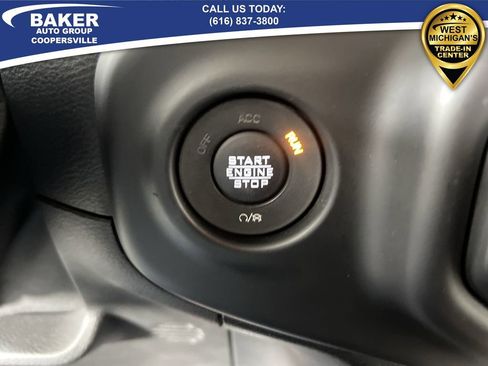 BAKER
AUTO GROUP
COOPERSVILLE
CALL US TODAY:
(616) 837-3800
WEST
MICHIGAN'S
TRADE-IN
CENTER
ACC
OFF
RUN
START
ENGINE
STOP